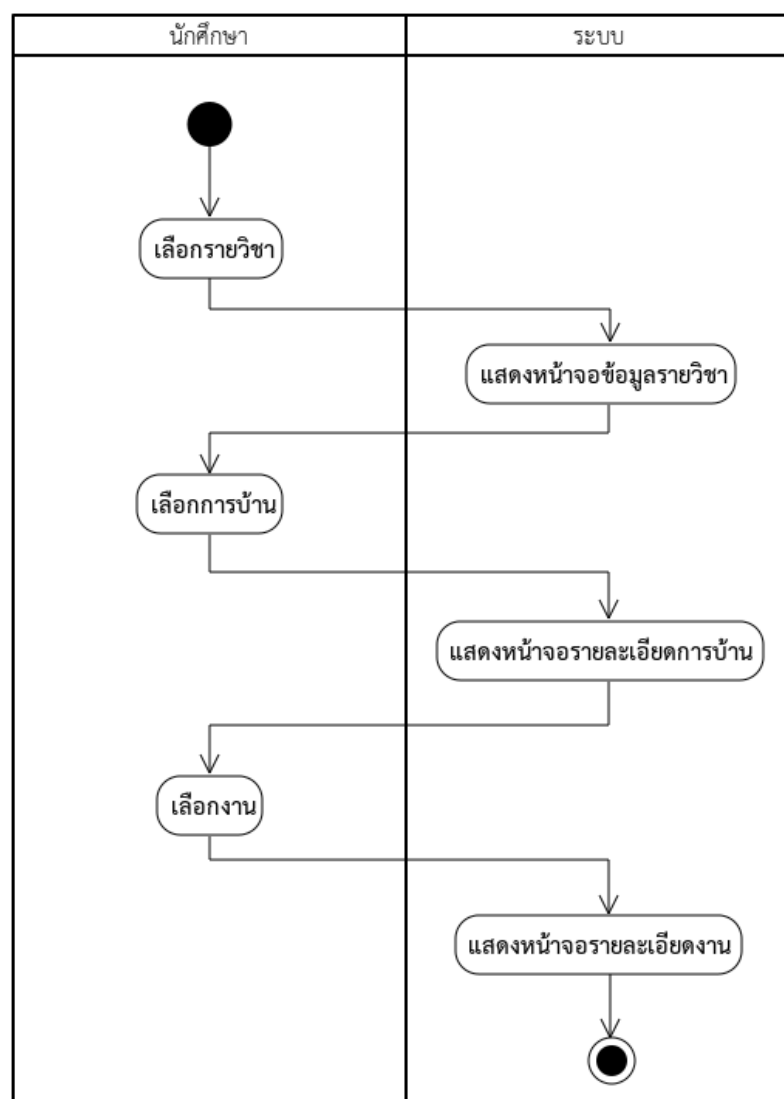 นักศึกษา
ระบบ
เลือกรายวิชา
แสดงหน้าจอข้อมูลรายวิชา
เลือกการบ้าน
แสดงหน้าจอรายละเอียดการบ้าน
เลือกงาน
แสดงหน้าจอรายละเอียดงาน